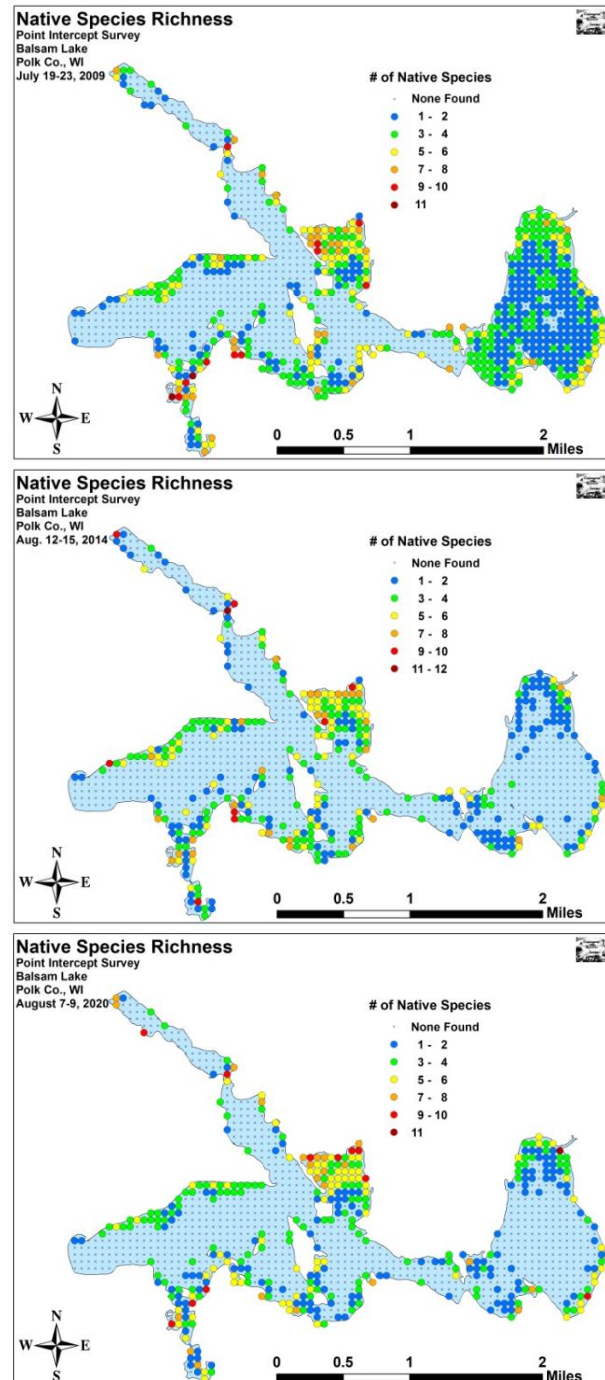 Native Species Richness
Point Intercept Survey
Balsam Lake
Polk Co., WI
July 19-23, 2009
# of Native Species
None Found
1 - 2
3 - 4
5 - 6
7 - 8
9 - 10
11
N
W E
S
0 0.5 1 2
Miles
Native Species Richness
Point Intercept Survey
Balsam Lake
Polk Co., WI
Aug. 12-15, 2014
# of Native Species
None Found
1 - 2
3 - 4
5 - 6
7 - 8
9 - 10
11 - 12
N
W E
S
0 0.5 1 2
Miles
Native Species Richness
Point Intercept Survey
Balsam Lake
Polk Co., WI
August 7-9, 2020
# of Native Species
None Found
1 - 2
3 - 4
5 - 6
7 - 8
9 - 10
11
N
W E
S
0 0.5 1 2
Miles